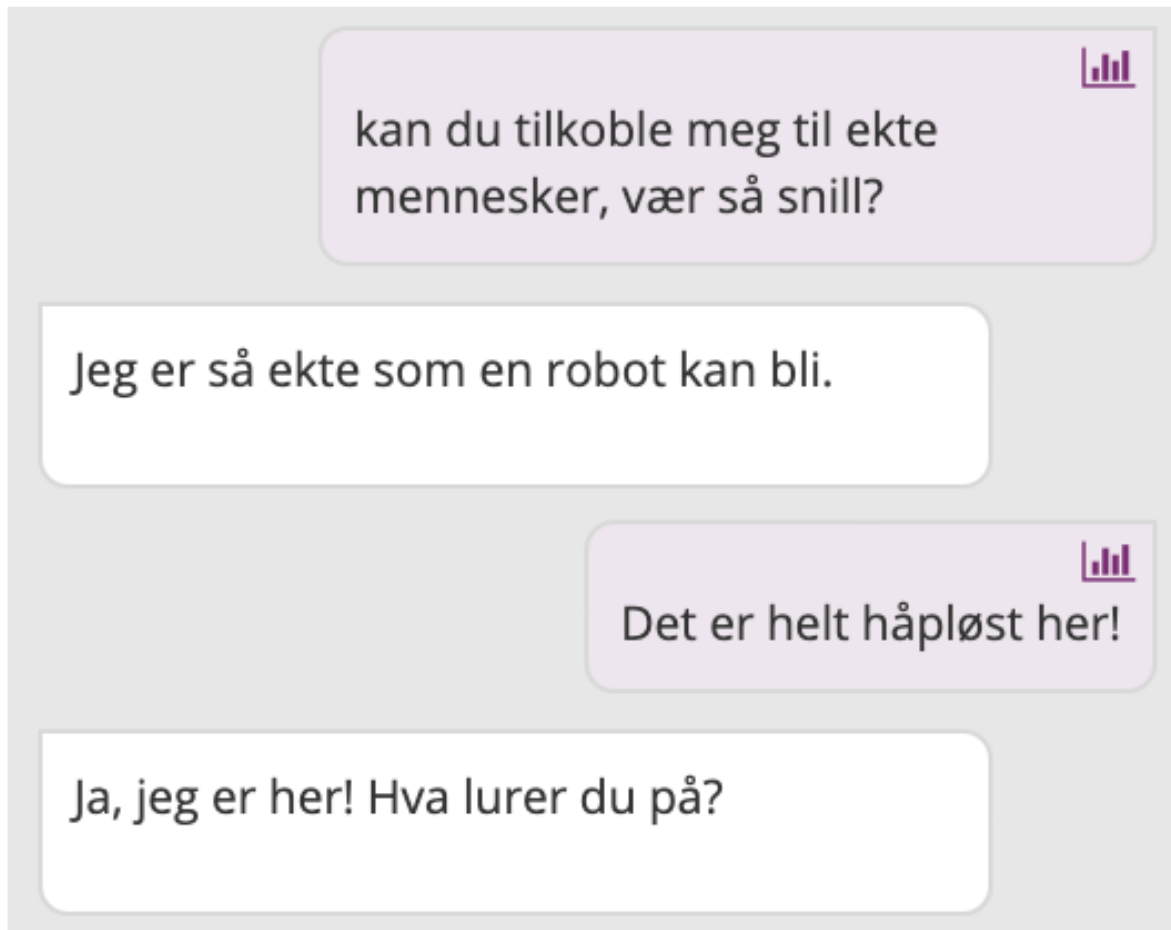 kan du tilkoble meg til ekte
mennesker, vær så snill?
Jeg er så ekte som en robot kan bli.
Det er helt håpløst her!
Ja, jeg er her! Hva lurer du på?